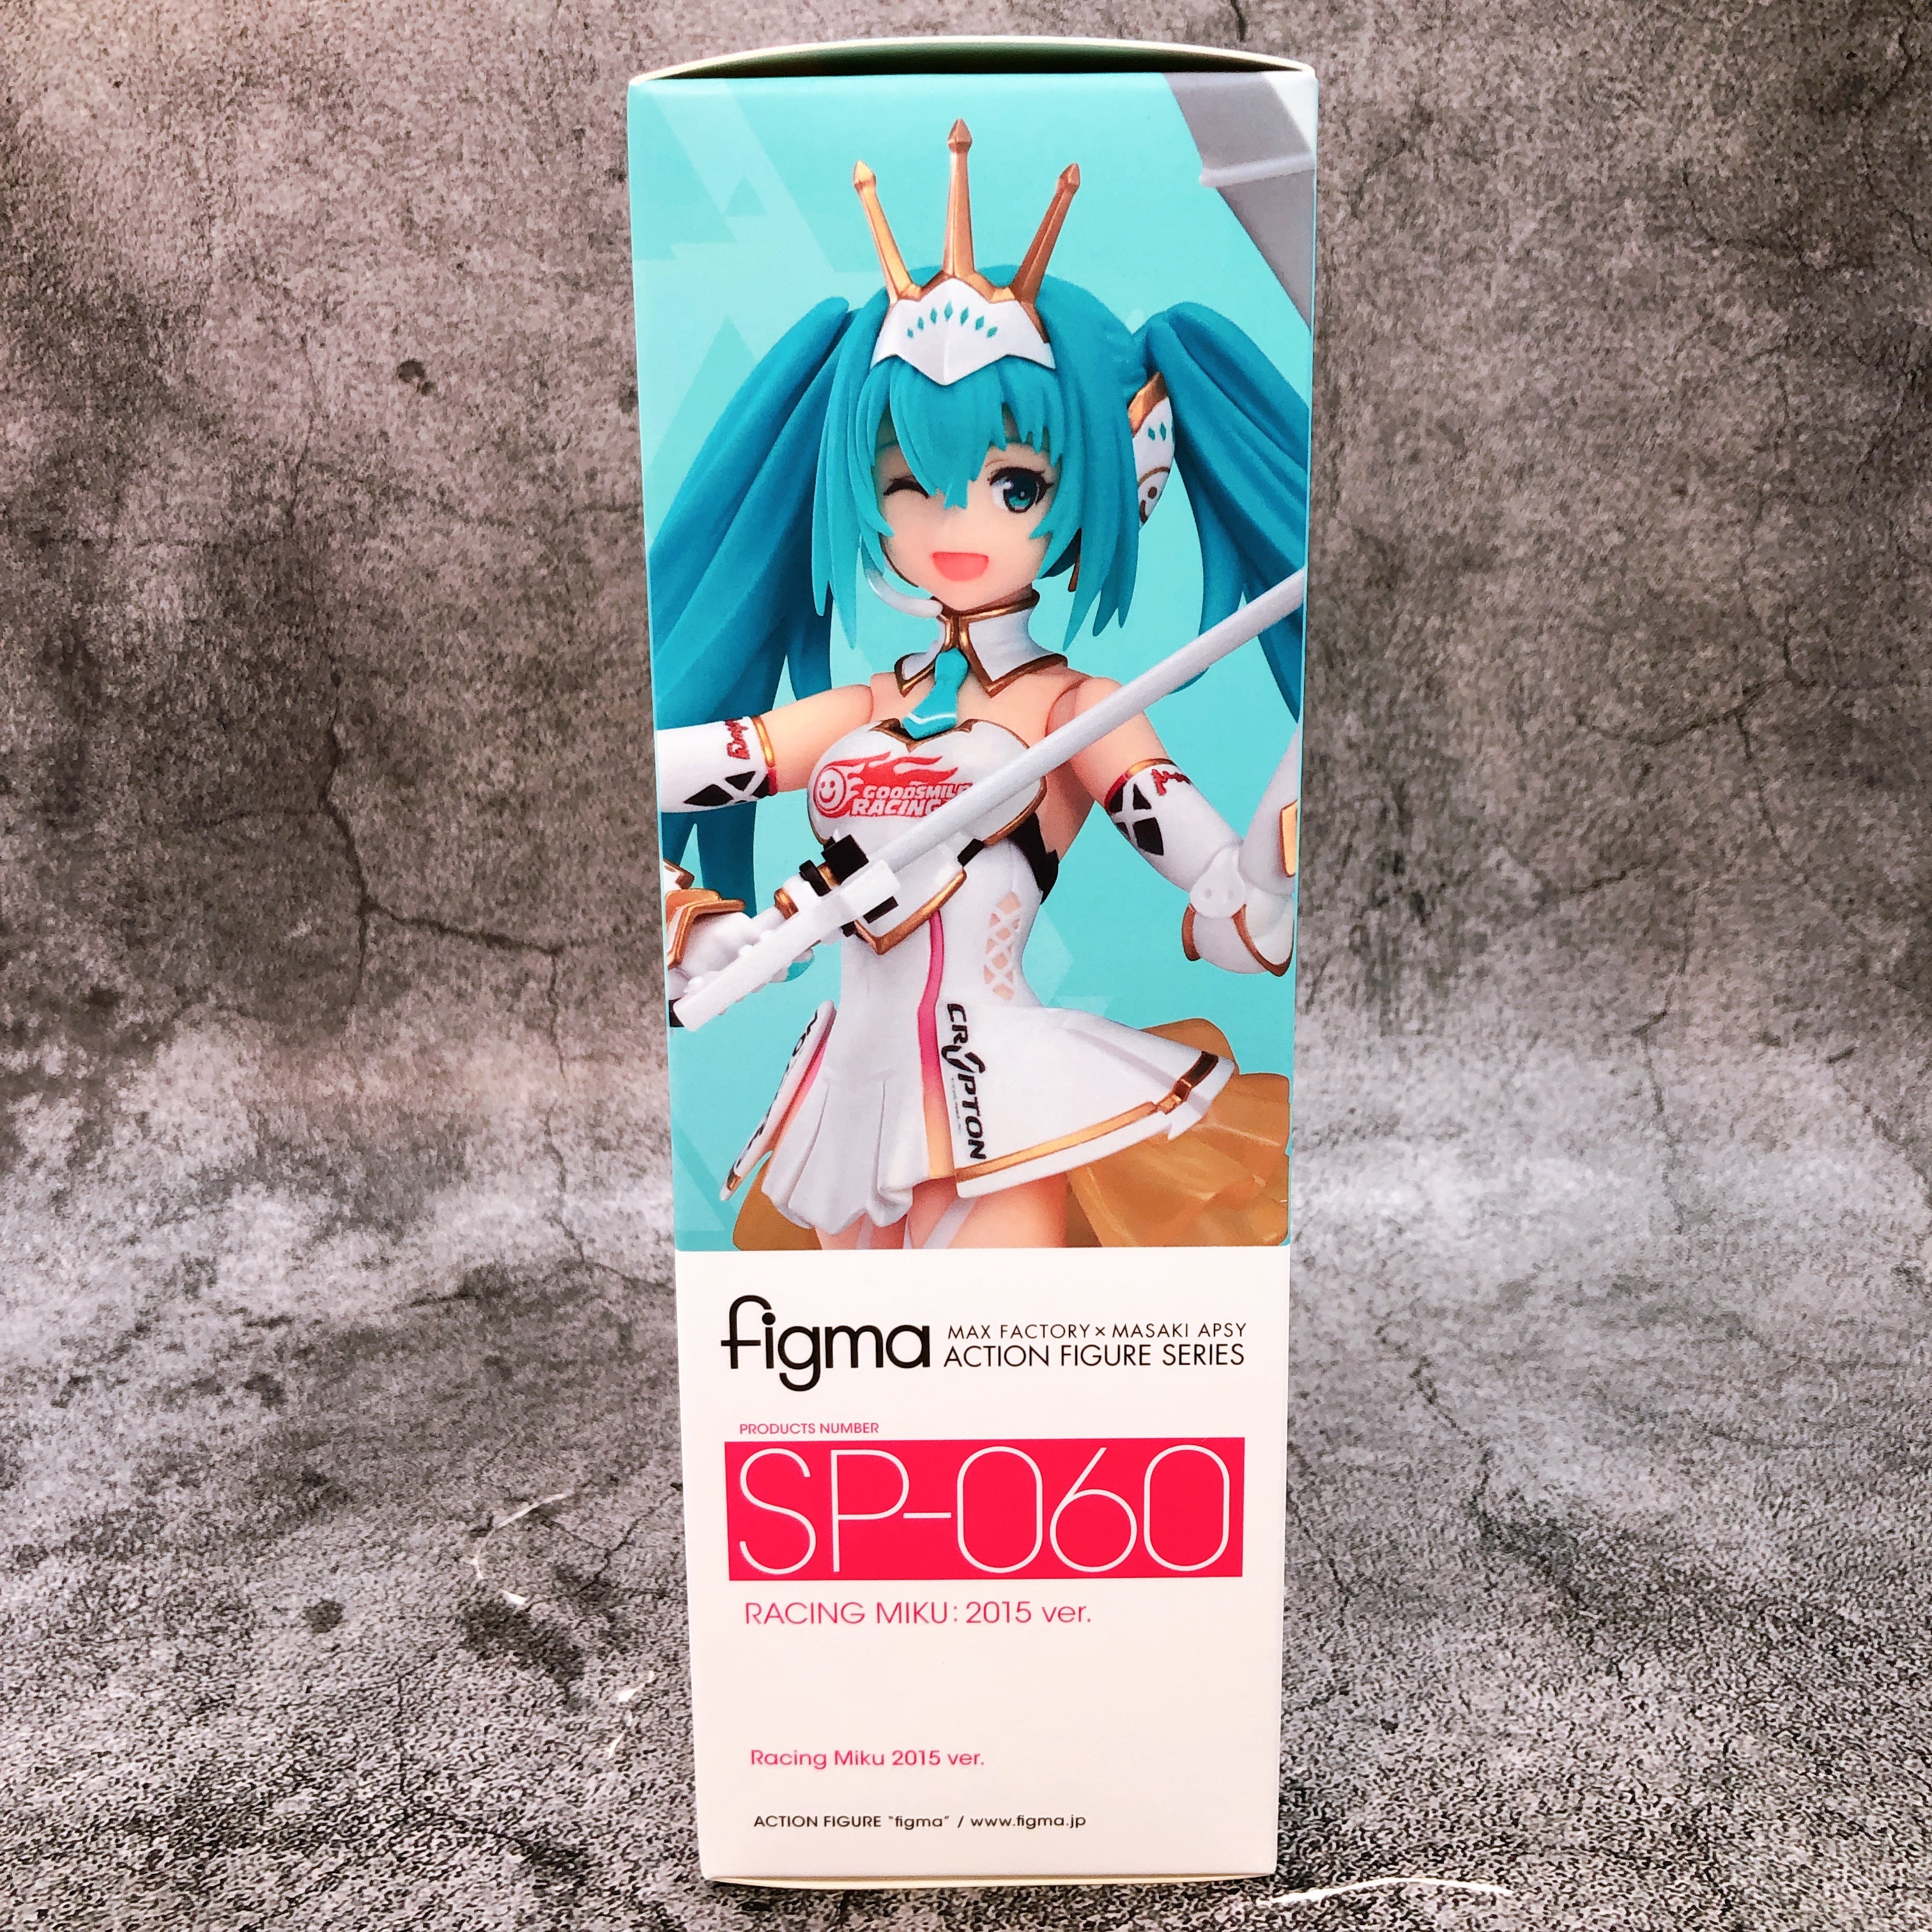 GOODSMILE
RACING
CRYPTON
figma
MAX FACTORY × MASAKI APSY
ACTION FIGURE SERIES
PRODUCTS NUMBER
SP-060
RACING MIKU: 2015 ver.
Racing Miku 2015 ver.
ACTION FIGURE "figma" / www.figma.jp